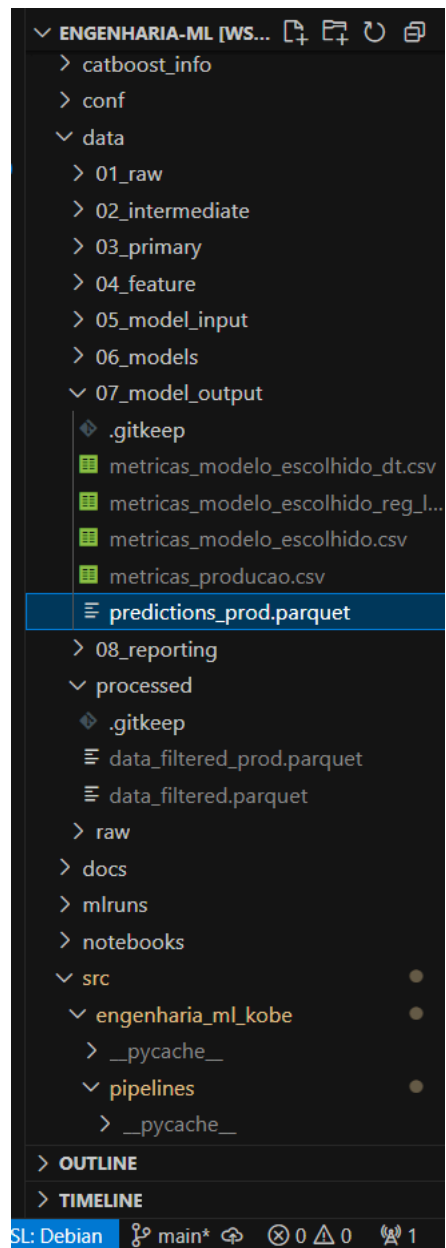 ENGENHARIA-ML [WS...
catboost_info
conf
data
01_raw
02_intermediate
03_primary
04_feature
05_model_input
06_models
07_model_output
.gitkeep
metricas_modelo_escolhido_dt.csv
metricas_modelo_escolhido_reg_l...
metricas_modelo_escolhido.csv
metricas_producao.csv
predictions_prod.parquet
08_reporting
processed
.gitkeep
data_filtered_prod.parquet
data_filtered.parquet
raw
docs
mlruns
notebooks
src
engenharia_ml_kobe
__pycache__
pipelines
__pycache__
OUTLINE
TIMELINE
SL: Debian main* 0 0 1